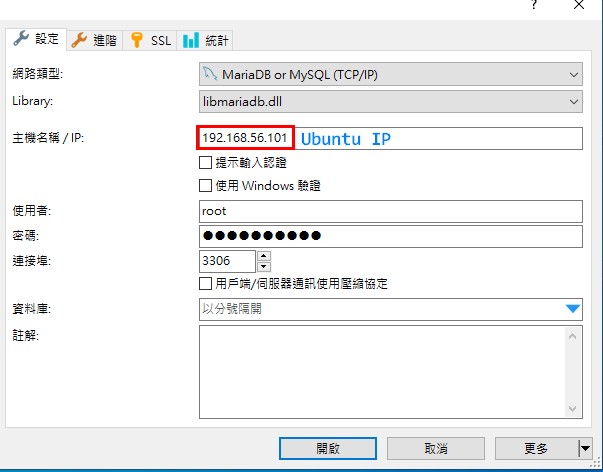 ?
設定 進階 SSL 統計
網路類型: MariaDB or MySQL (TCP/IP)
Library: libmariadb.dll
主機名稱 / IP: 192.168.56.101 Ubuntu IP
提示輸入認證
使用 Windows 驗證
使用者: root
密碼: ●●●●●●●●●●
連接埠: 3306
用戶端/伺服器通訊使用壓縮協定
資料庫: 以分號隔開
註解:
開啟 取消 更多